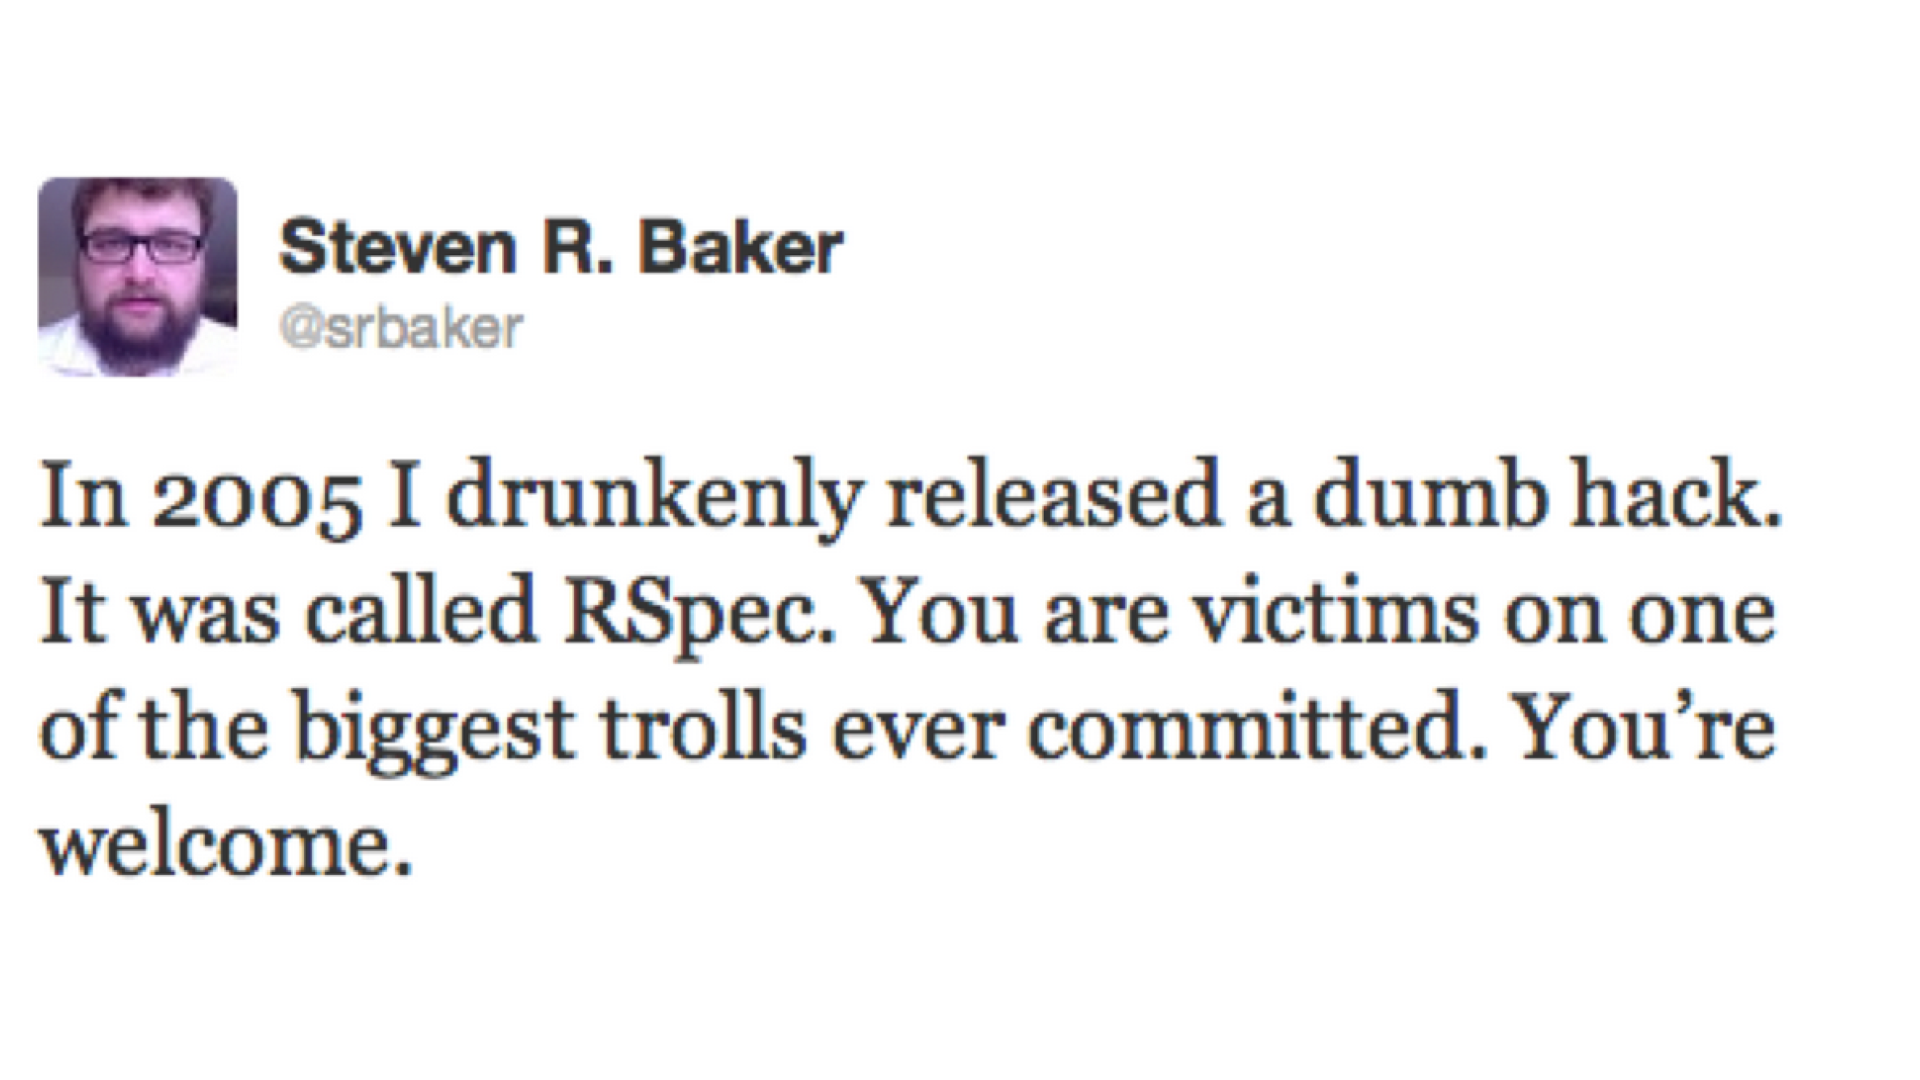 Steven R. Baker
@srbaker
In 2005 I drunkenly released a dumb hack.
It was called RSpec. You are victims on one
of the biggest trolls ever committed. You’re
welcome.